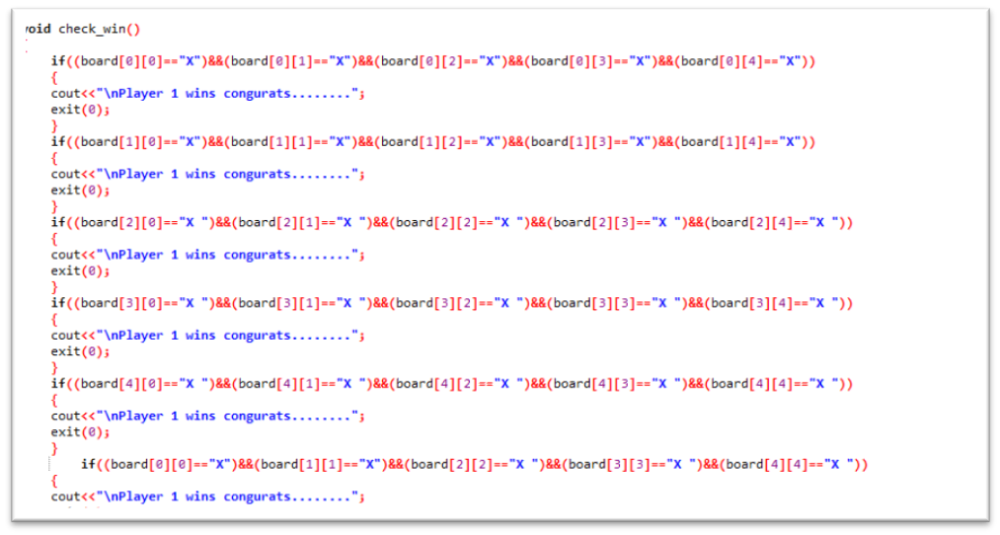 void check_win()
if((board[0][0]=="X")&&(board[0][1]=="X")&&(board[0][2]=="X")&&(board[0][3]=="X")&&(board[0][4]=="X"))
{
cout<<"\nPlayer 1 wins congurats........";
exit(0);
}
if((board[1][0]=="X")&&(board[1][1]=="X")&&(board[1][2]=="X")&&(board[1][3]=="X")&&(board[1][4]=="X"))
{
cout<<"\nPlayer 1 wins congurats........";
exit(0);
}
if((board[2][0]=="X ")&&(board[2][1]=="X ")&&(board[2][2]=="X ")&&(board[2][3]=="X ")&&(board[2][4]=="X "))
{
cout<<"\nPlayer 1 wins congurats........";
exit(0);
}
if((board[3][0]=="X ")&&(board[3][1]=="X ")&&(board[3][2]=="X ")&&(board[3][3]=="X ")&&(board[3][4]=="X "))
{
cout<<"\nPlayer 1 wins congurats........";
exit(0);
}
if((board[4][0]=="X ")&&(board[4][1]=="X ")&&(board[4][2]=="X ")&&(board[4][3]=="X ")&&(board[4][4]=="X "))
{
cout<<"\nPlayer 1 wins congurats........";
exit(0);
}
if((board[0][0]=="X")&&(board[1][1]=="X")&&(board[2][2]=="X ")&&(board[3][3]=="X ")&&(board[4][4]=="X "))
{
cout<<"\nPlayer 1 wins congurats........";